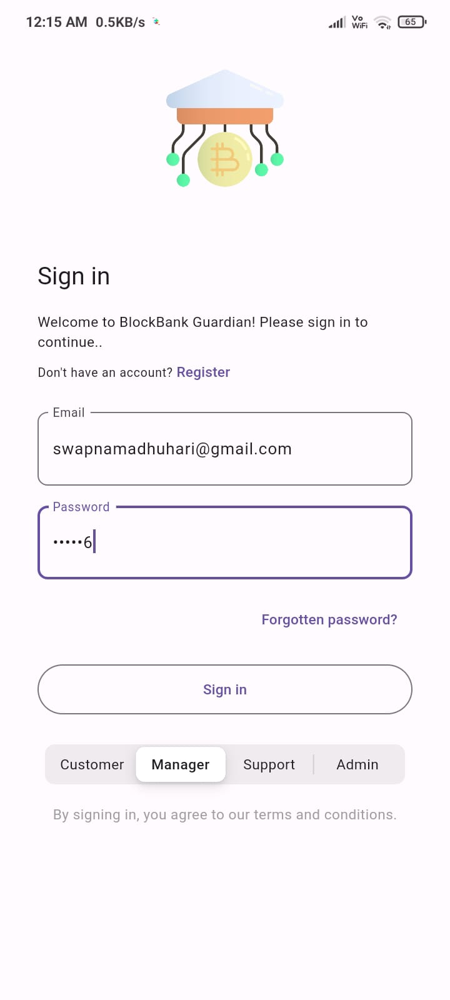 12:15 AM 0.5KB/s
Vo
WiFi
65
Sign in
Welcome to BlockBank Guardian! Please sign in to
continue..
Don't have an account? Register
Email
swapnamadhuhari@gmail.com
Password
•••••6
Forgotten password?
Sign in
Customer Manager Support Admin
By signing in, you agree to our terms and conditions.